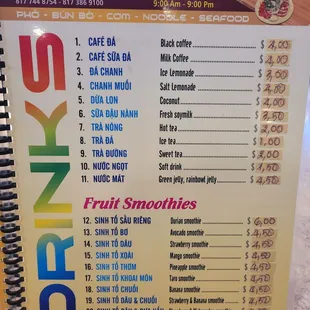 817 744 8754 - 817 386 9100
9:00 Am - 9:00 Pm
PHỞ - BÚN BÒ - COM - NOODLE - SEAFOOD
DRINKS
1. CAFÉ ĐÁ Black coffee $ 4,00
2. CAFÉ SỮA ĐÁ Milk Coffee $ 4,00
3. ĐÁ CHANH Ice Lemonade $
4. CHANH MUỐI Salt Lemonade $
5. DỪA LON Coconut $ 4,00
6. SỮA ĐẬU NÀNH Fresh soymilk $ 3,50
7. TRÀ NÓNG Hot tea $ 2,00
8. TRÀ ĐÁ Ice tea $ 1,00
9. TRÀ ĐƯỜNG Sweet tea $ 3,00
10. NƯỚC NGỌT Soft drink $ 1,50
11. NƯỚC MÁT Green jelly, rainbowl jelly $ 4,50
Fruit Smoothies
12. SINH TỐ SẦU RIÊNG Durian smoothie $ 6,00
13. SINH TỐ BƠ Avocado smoothie $ 4,50
14. SINH TỐ DÂU Strawberry smoothie $ 4,50
15. SINH TỐ XOÀI Mango smoothie $ 4,50
16. SINH TỐ THƠM Pineapple smoothie $ 4,50
17. SINH TỐ KHOAI MÔN Taro smoothie $ 4,50
18. SINH TỐ CHUỐI Banana smoothie $ 4,50
19. SINH TỐ DÂU & CHUỐI Strawberry & Banana smoothie $ 4,50